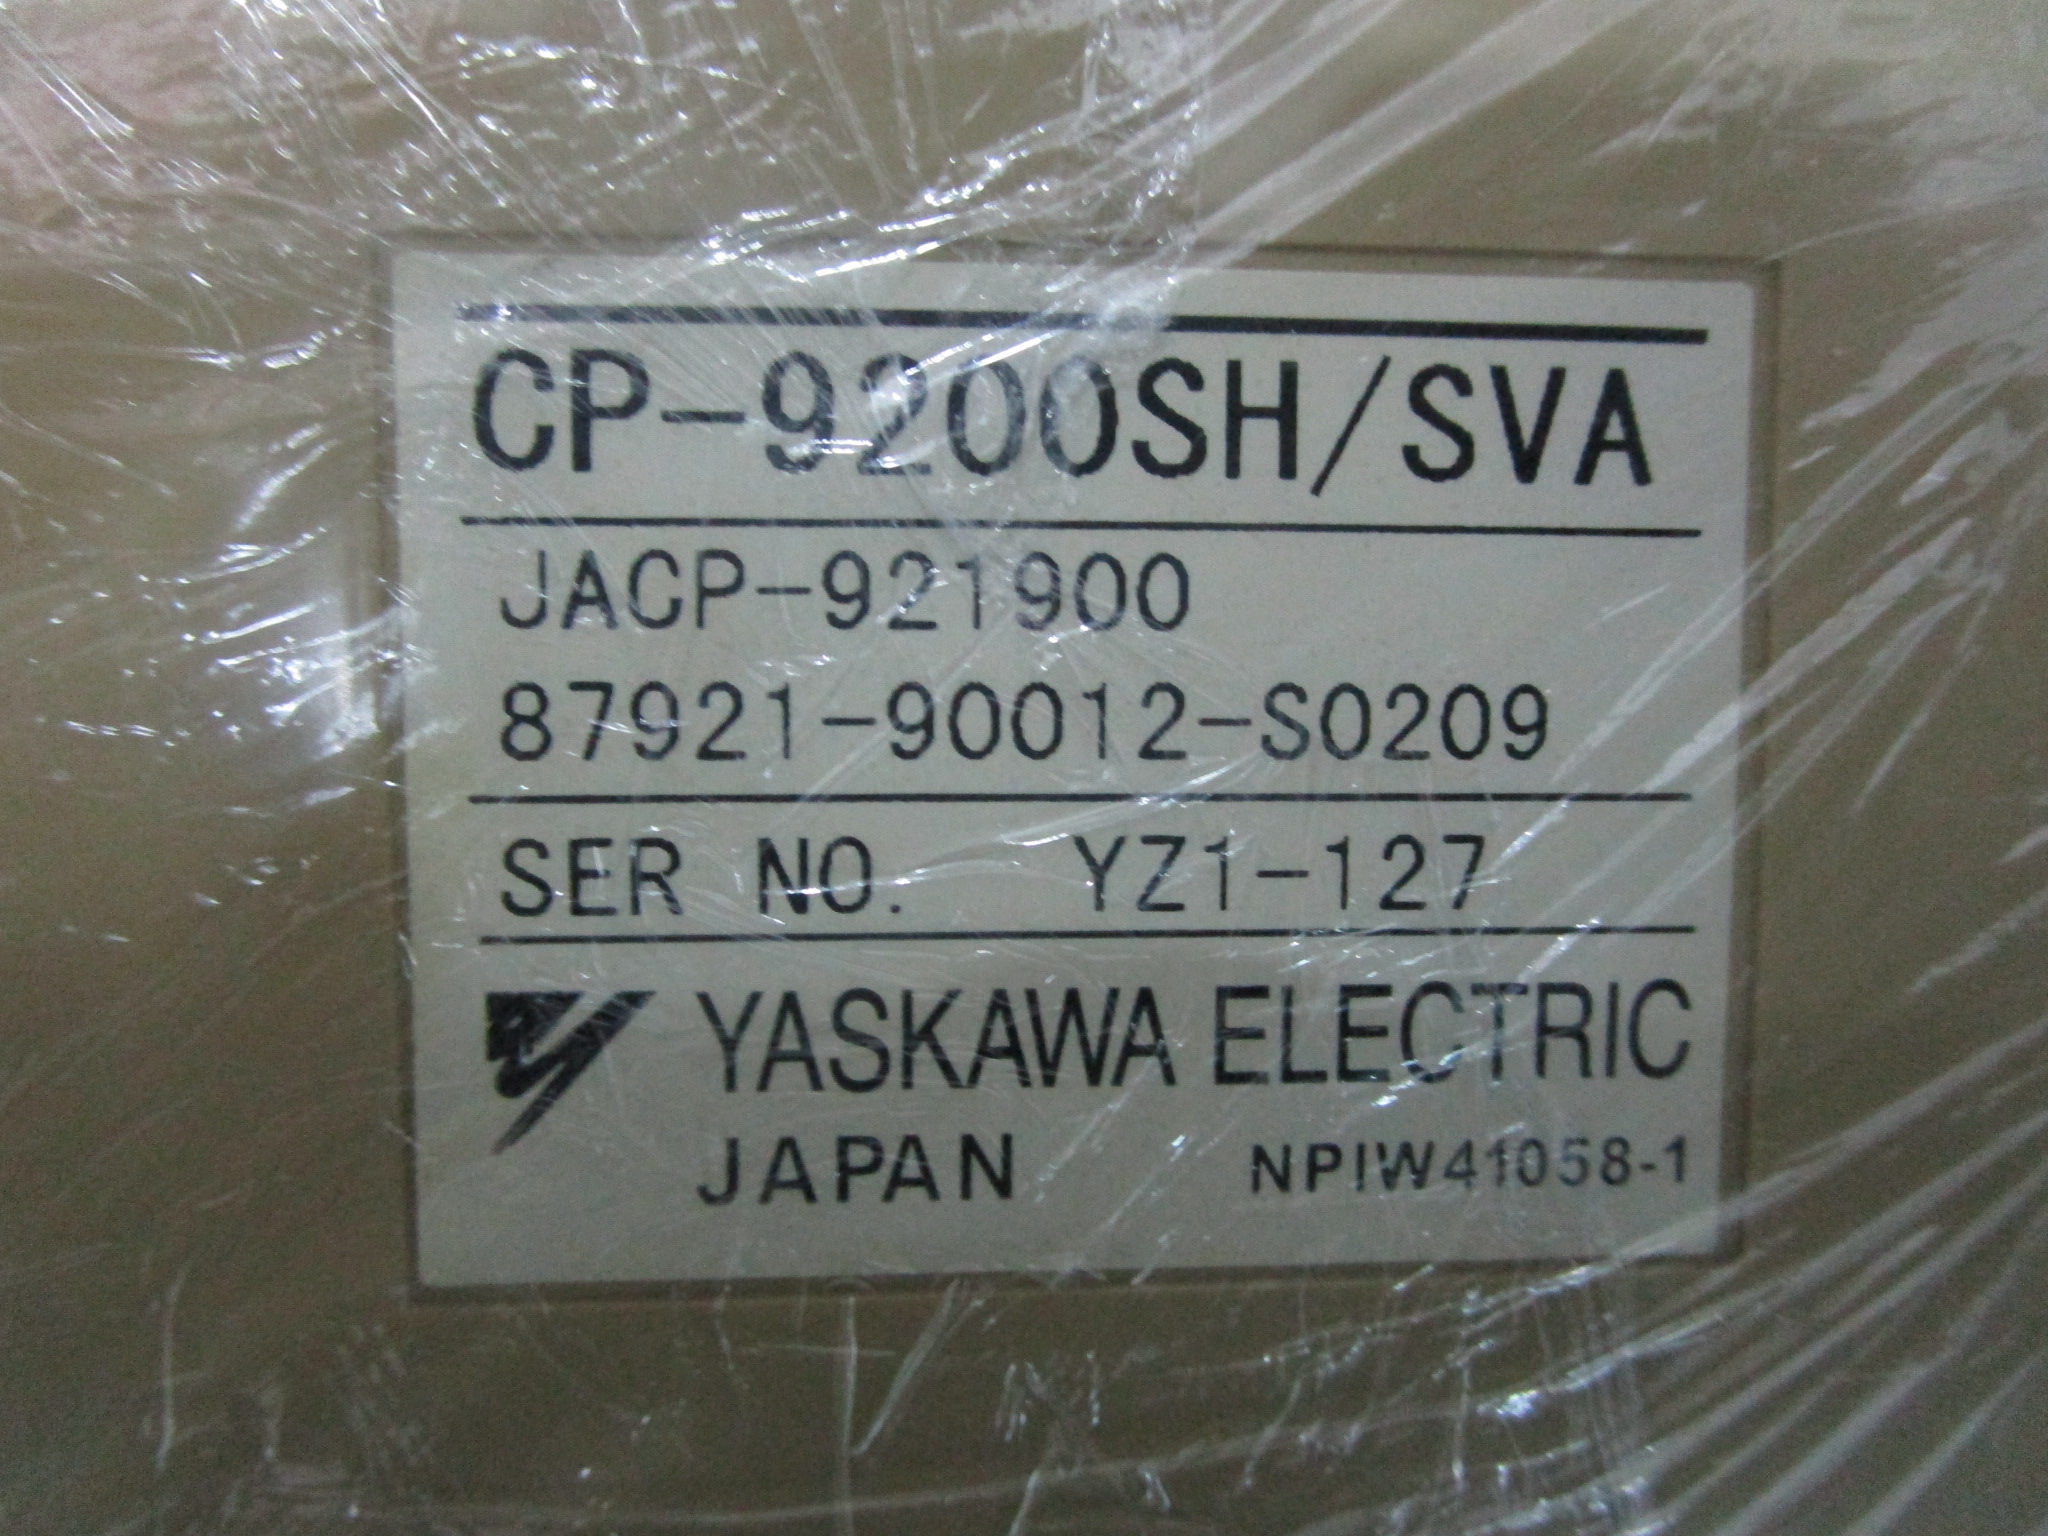 CP-9200SH/SVA
JACP-921900
87921-90012-S0209
SER NO. YZ1-127
YASKAWA ELECTRIC
JAPAN NPIW41058-1